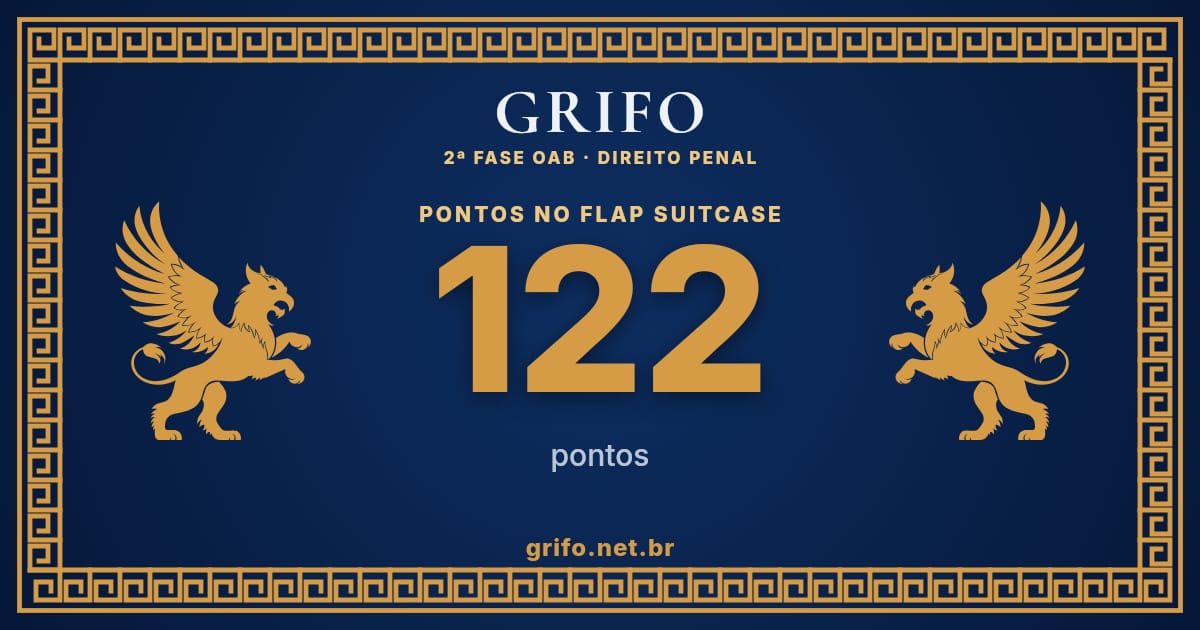 GRIFO
2ª FASE OAB · DIREITO PENAL
PONTOS NO FLAP SUITCASE
122
pontos
grifo.net.br